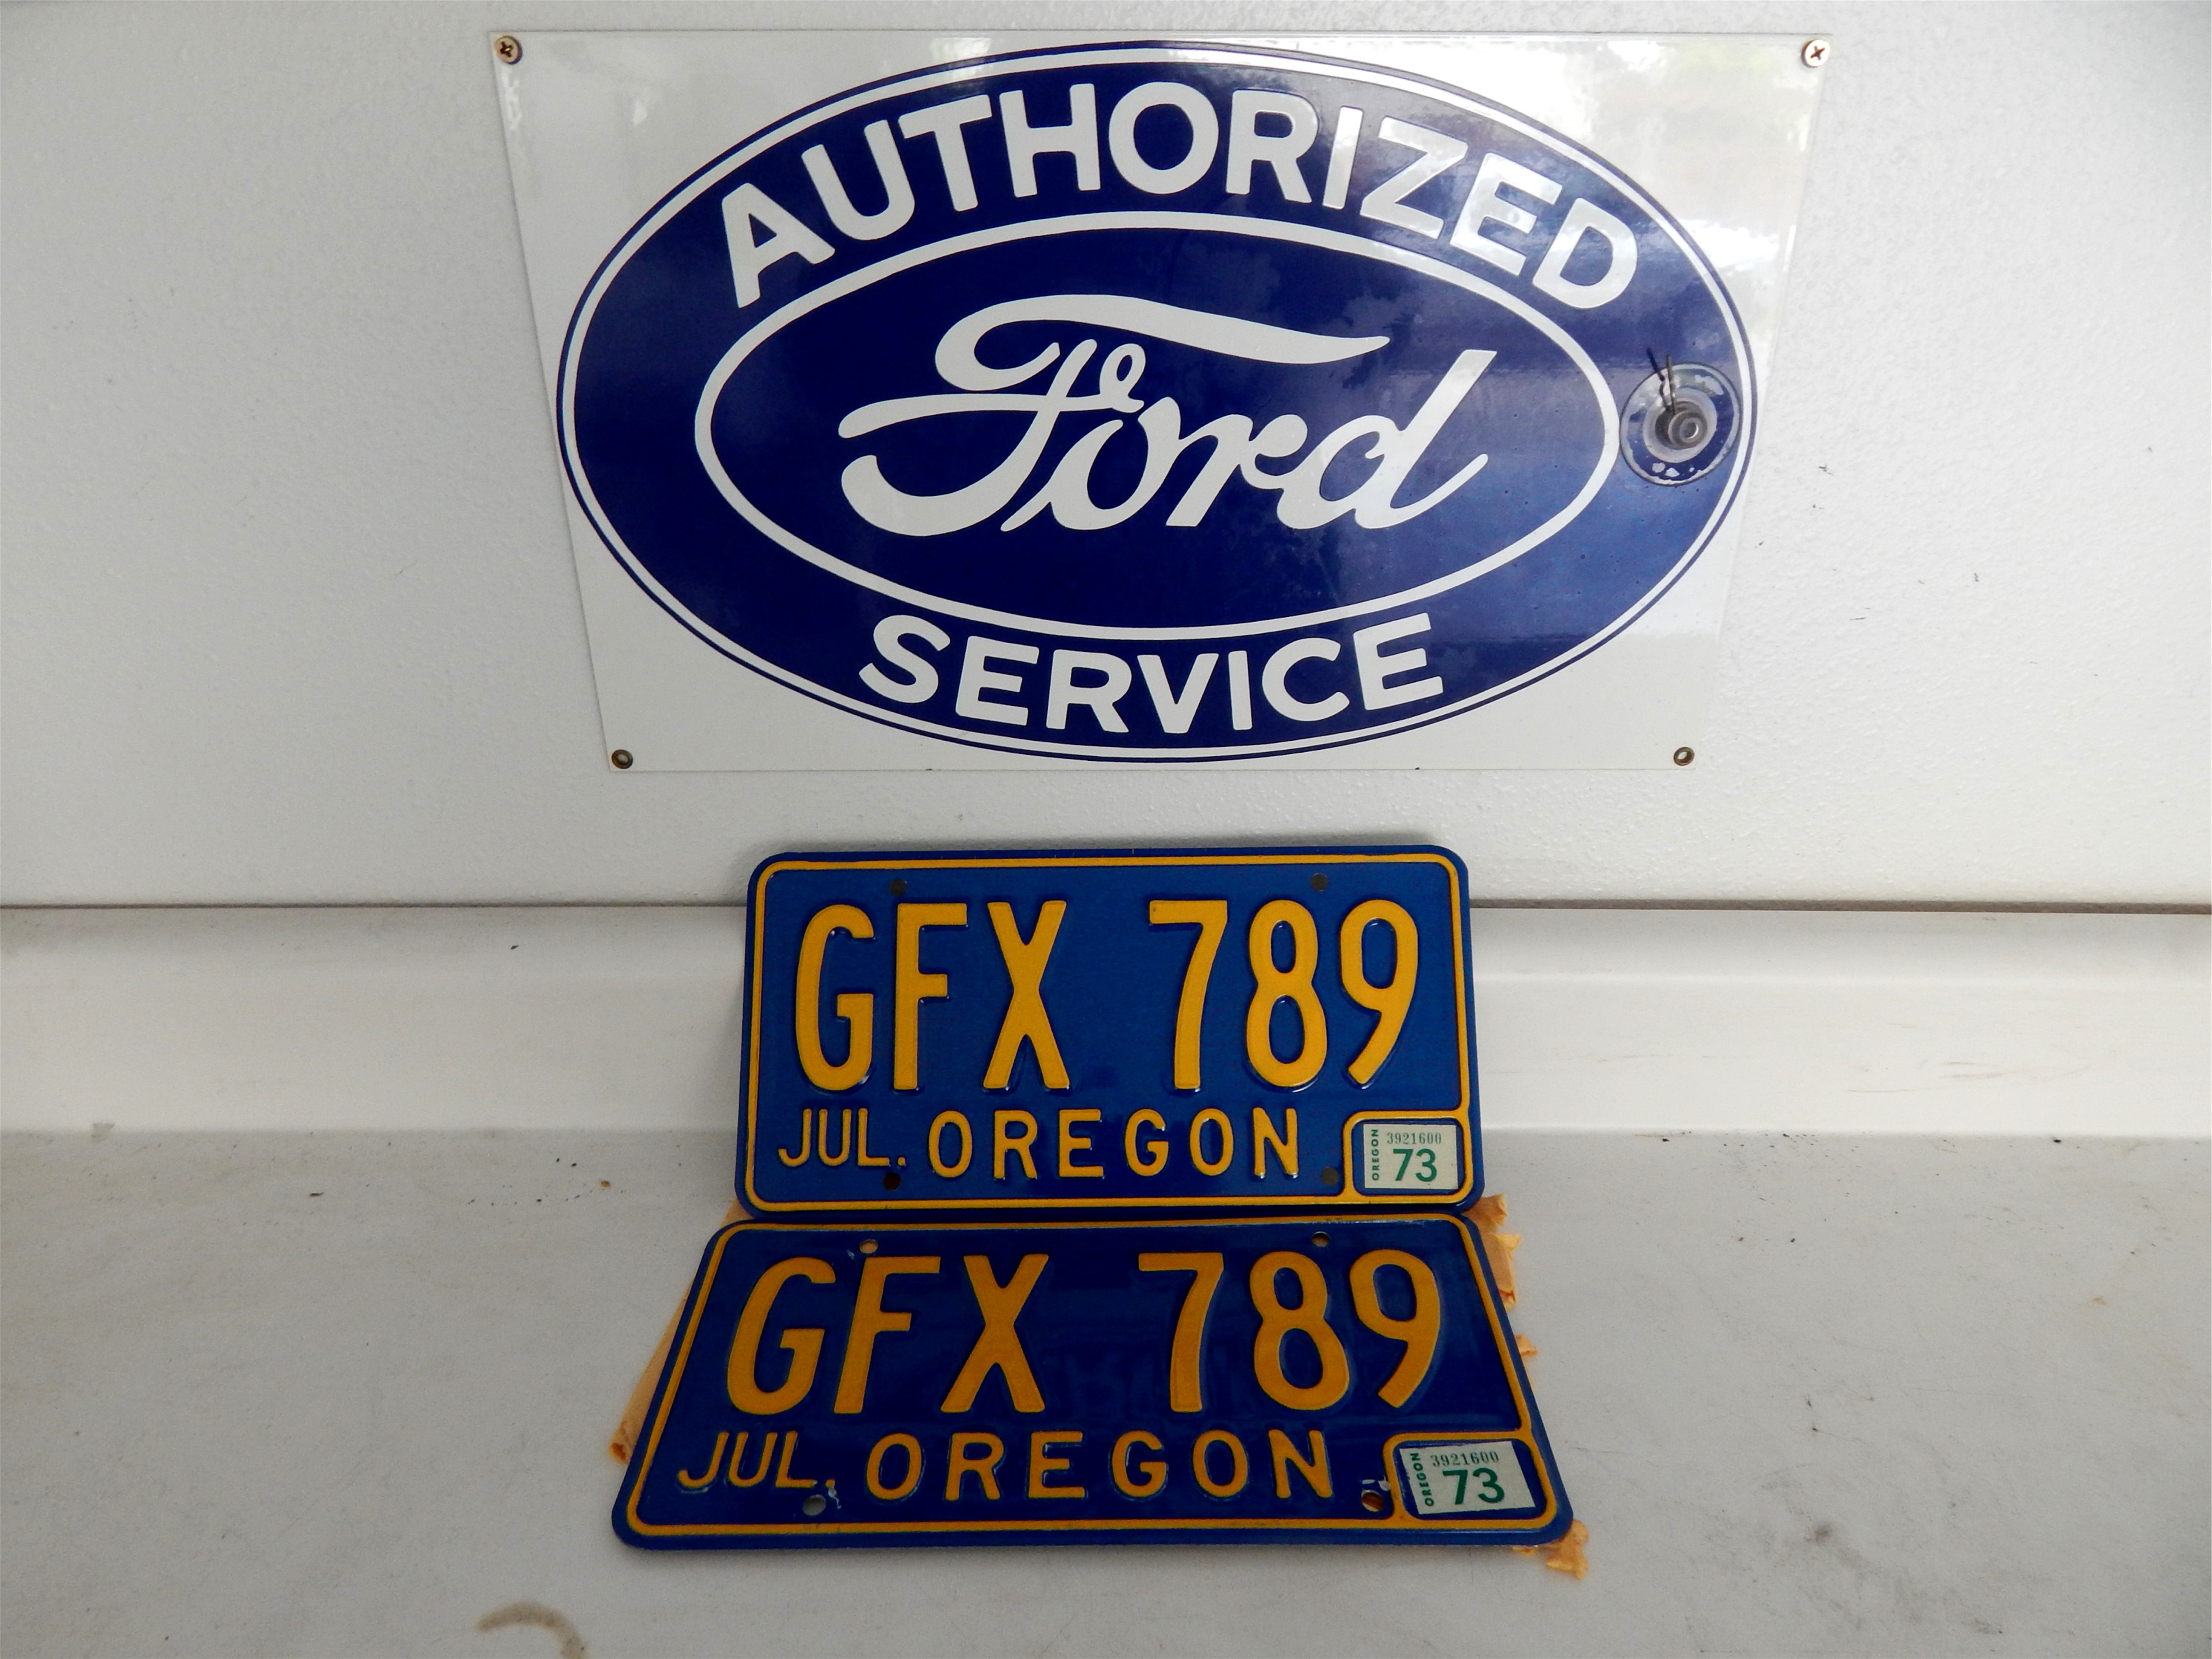 AUTHORIZED
Ford
SERVICE
GFX 789
JUL. OREGON
OREGON
3921600
73
GFX 789
JUL. OREGON
OREGON
3921600
73